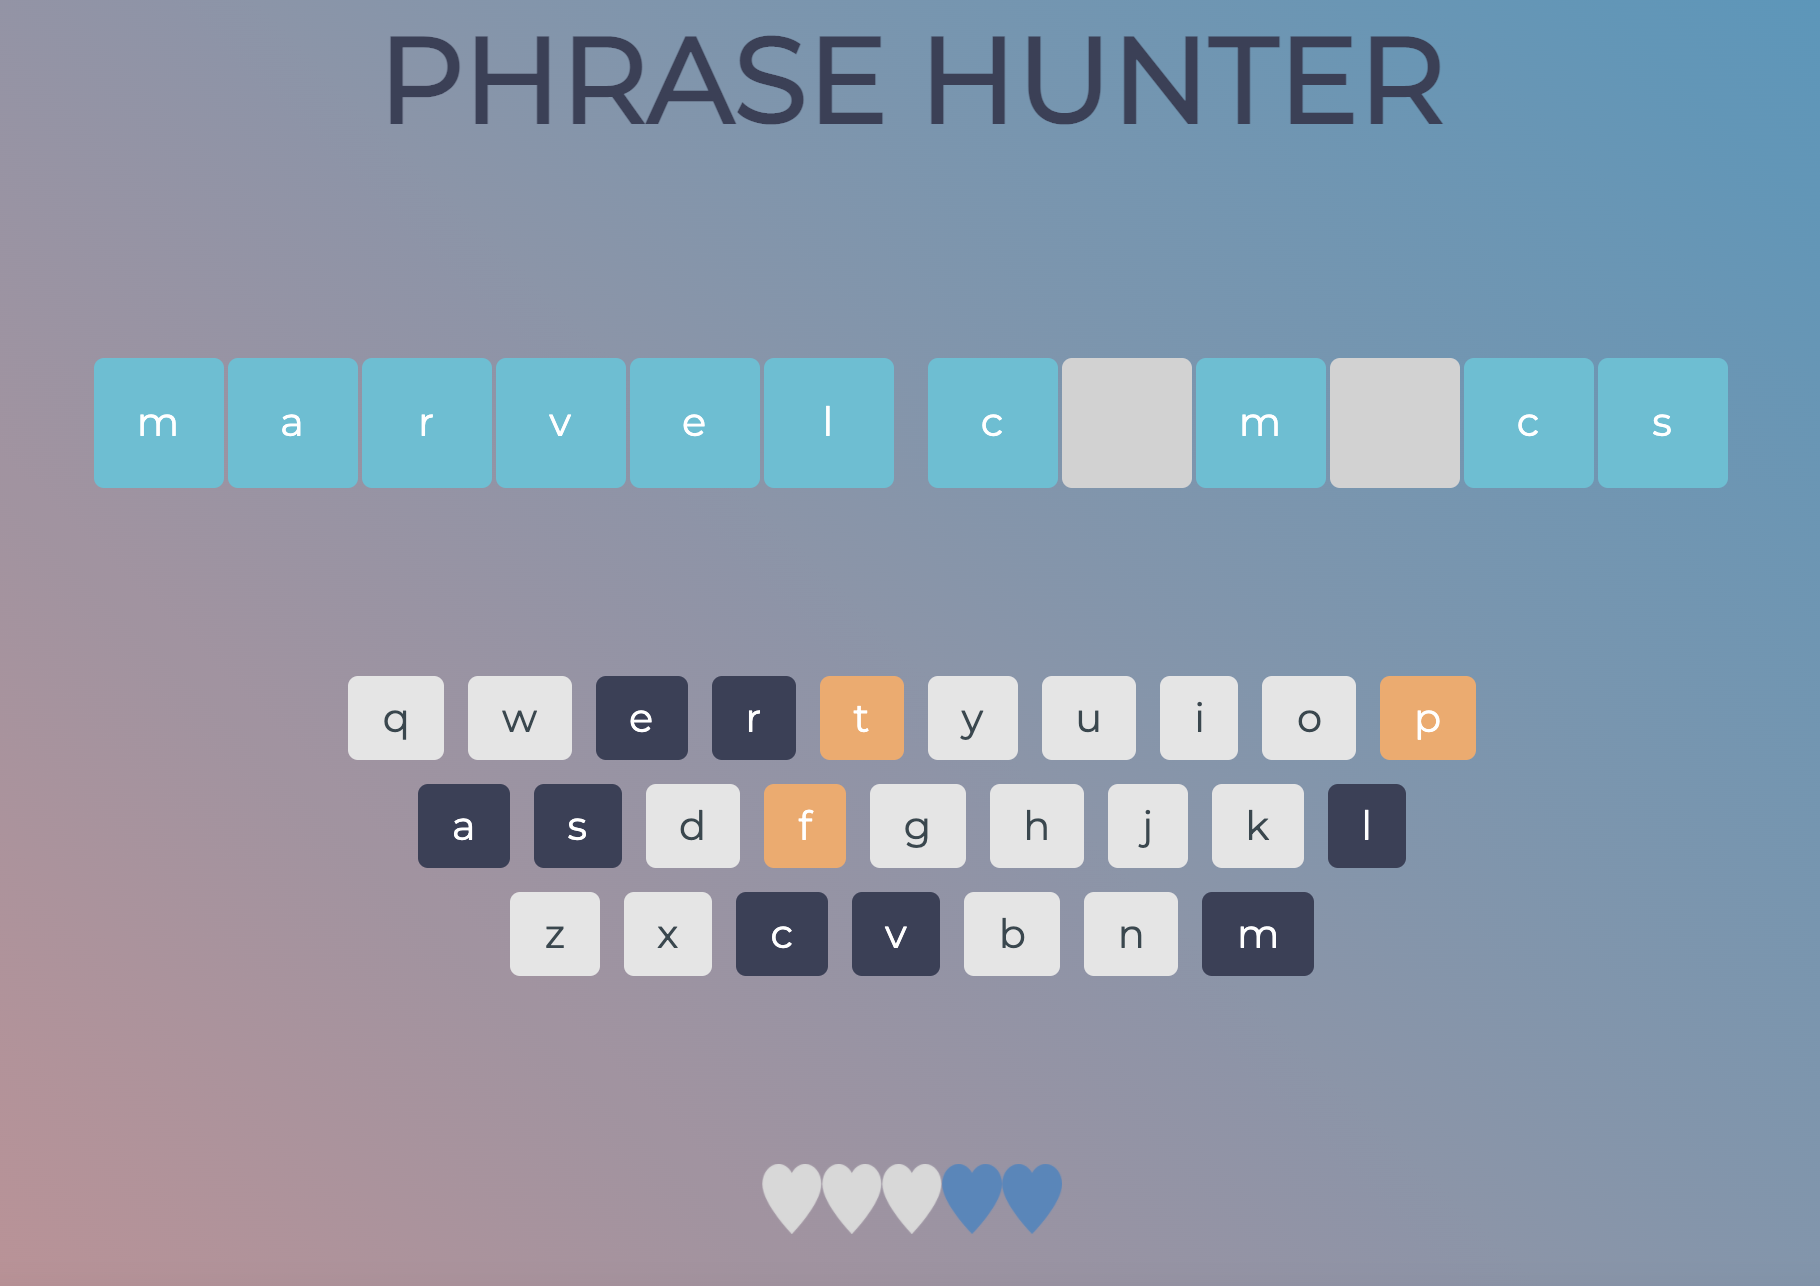 PHRASE HUNTER
m a r v e l c m c s
q w e r t y u i o p
a s d f g h j k l
z x c v b n m